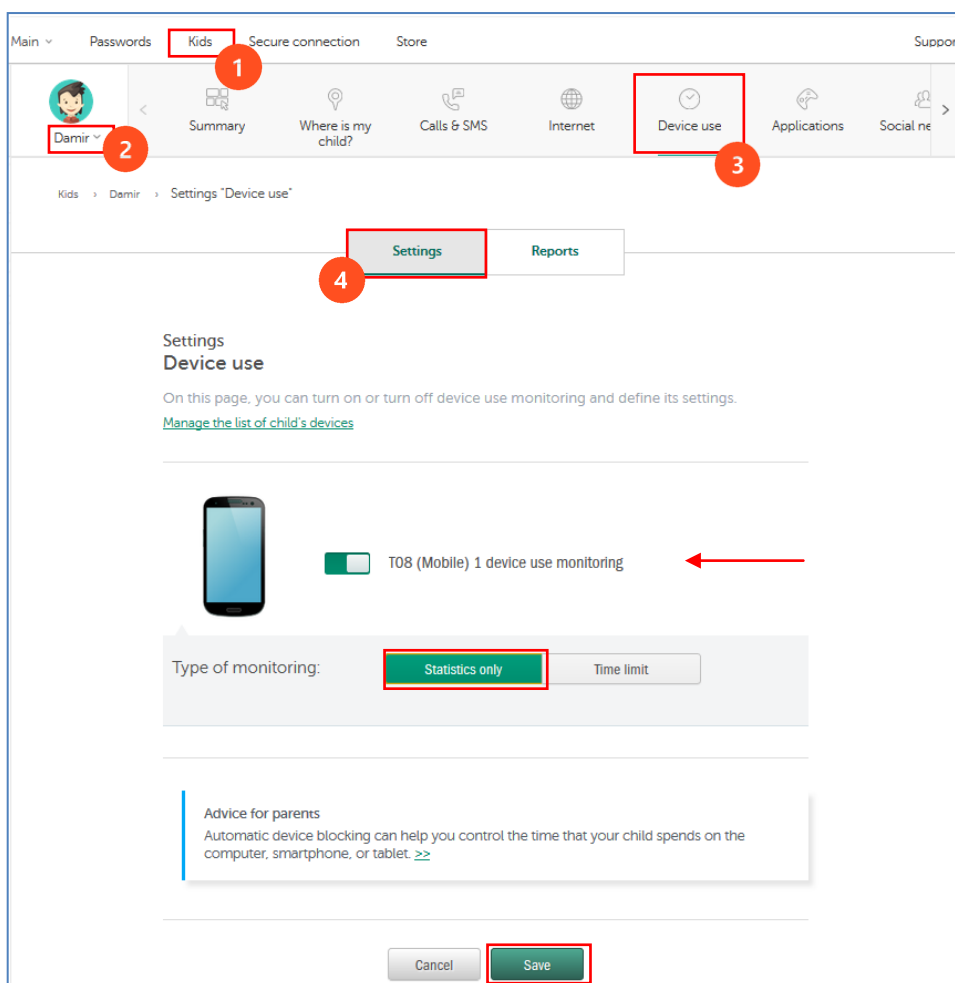 Main Passwords Kids Secure connection Store Suppor
1
Damir
2
Summary
Where is my
child?
Calls & SMS
Internet
Device use
3
Applications
Social ne
Kids › Damir › Settings "Device use"
Settings Reports
4
Settings
Device use
On this page, you can turn on or turn off device use monitoring and define its settings.
Manage the list of child's devices
T08 (Mobile) 1 device use monitoring
Type of monitoring: Statistics only Time limit
Advice for parents
Automatic device blocking can help you control the time that your child spends on the
computer, smartphone, or tablet. >>
Cancel Save